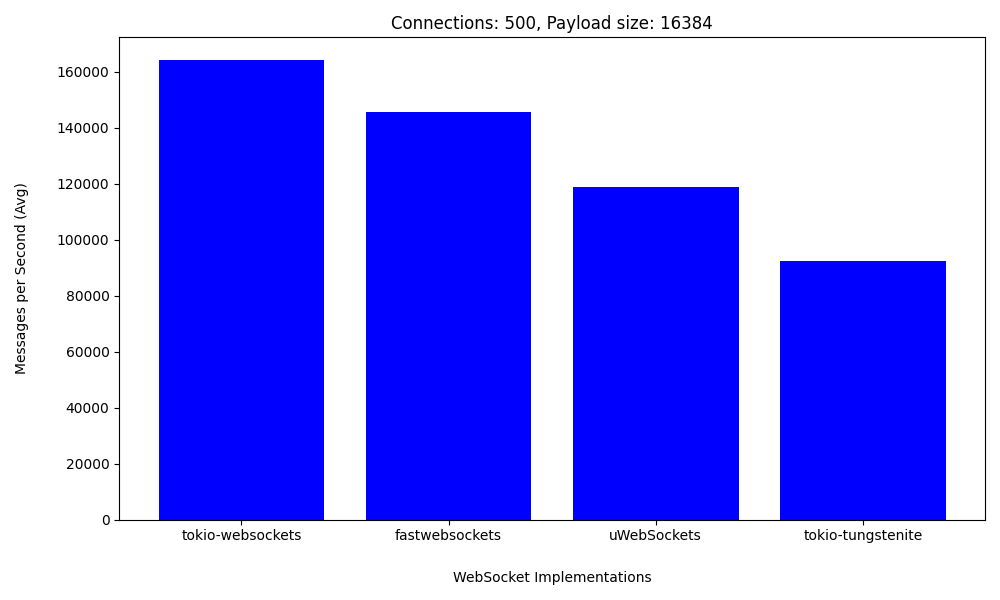 Connections: 500, Payload size: 16384
Messages per Second (Avg)
160000
140000
120000
100000
80000
60000
40000
20000
0
tokio-websockets
fastwebsockets
uWebSockets
tokio-tungstenite
WebSocket Implementations